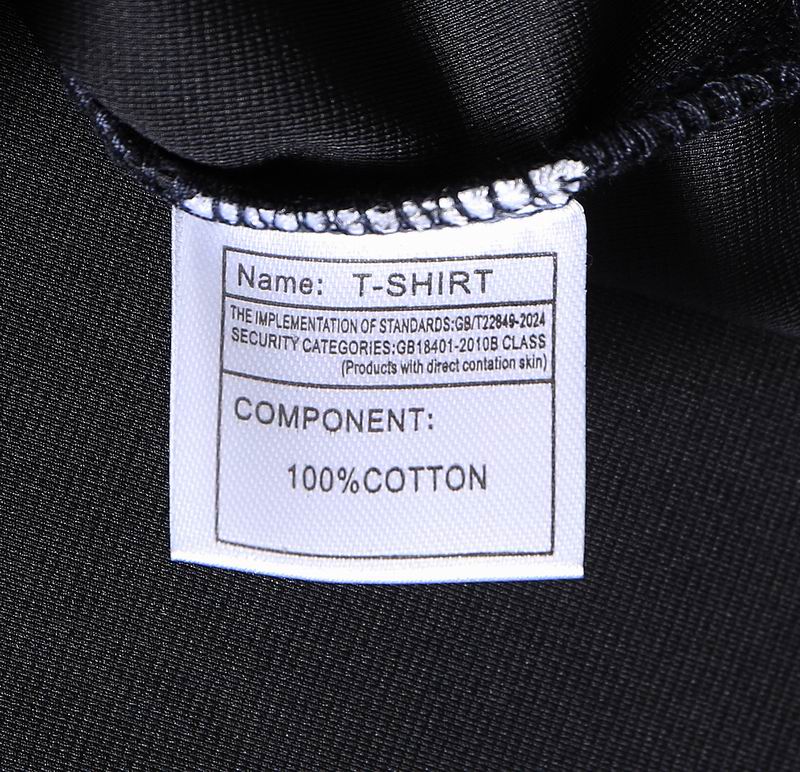 Name: T-SHIRT
THE IMPLEMENTATION OF STANDARDS:GB/T22849-2024
SECURITY CATEGORIES:GB18401-2010B CLASS
(Products with direct contation skin)
COMPONENT:
100%COTTON